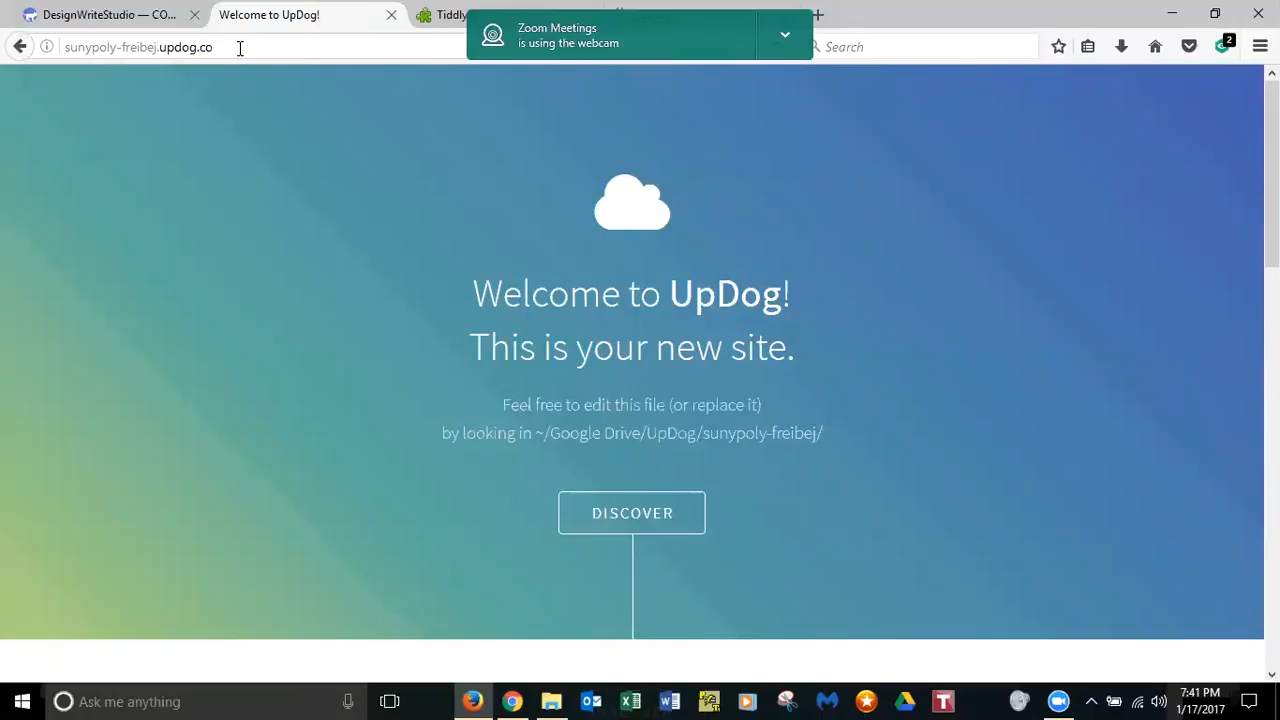 DesignWriteStudio — CO...
Welcome to UpDog!
Tiddly
Zoom Meetings
is using the webcam
sunypoly-freibej.updog.co
Search
2
Welcome to UpDog!
This is your new site.
Feel free to edit this file (or replace it)
by looking in ~/Google Drive/UpDog/sunypoly-freibej/
DISCOVER
Ask me anything
7:41 PM
1/17/2017